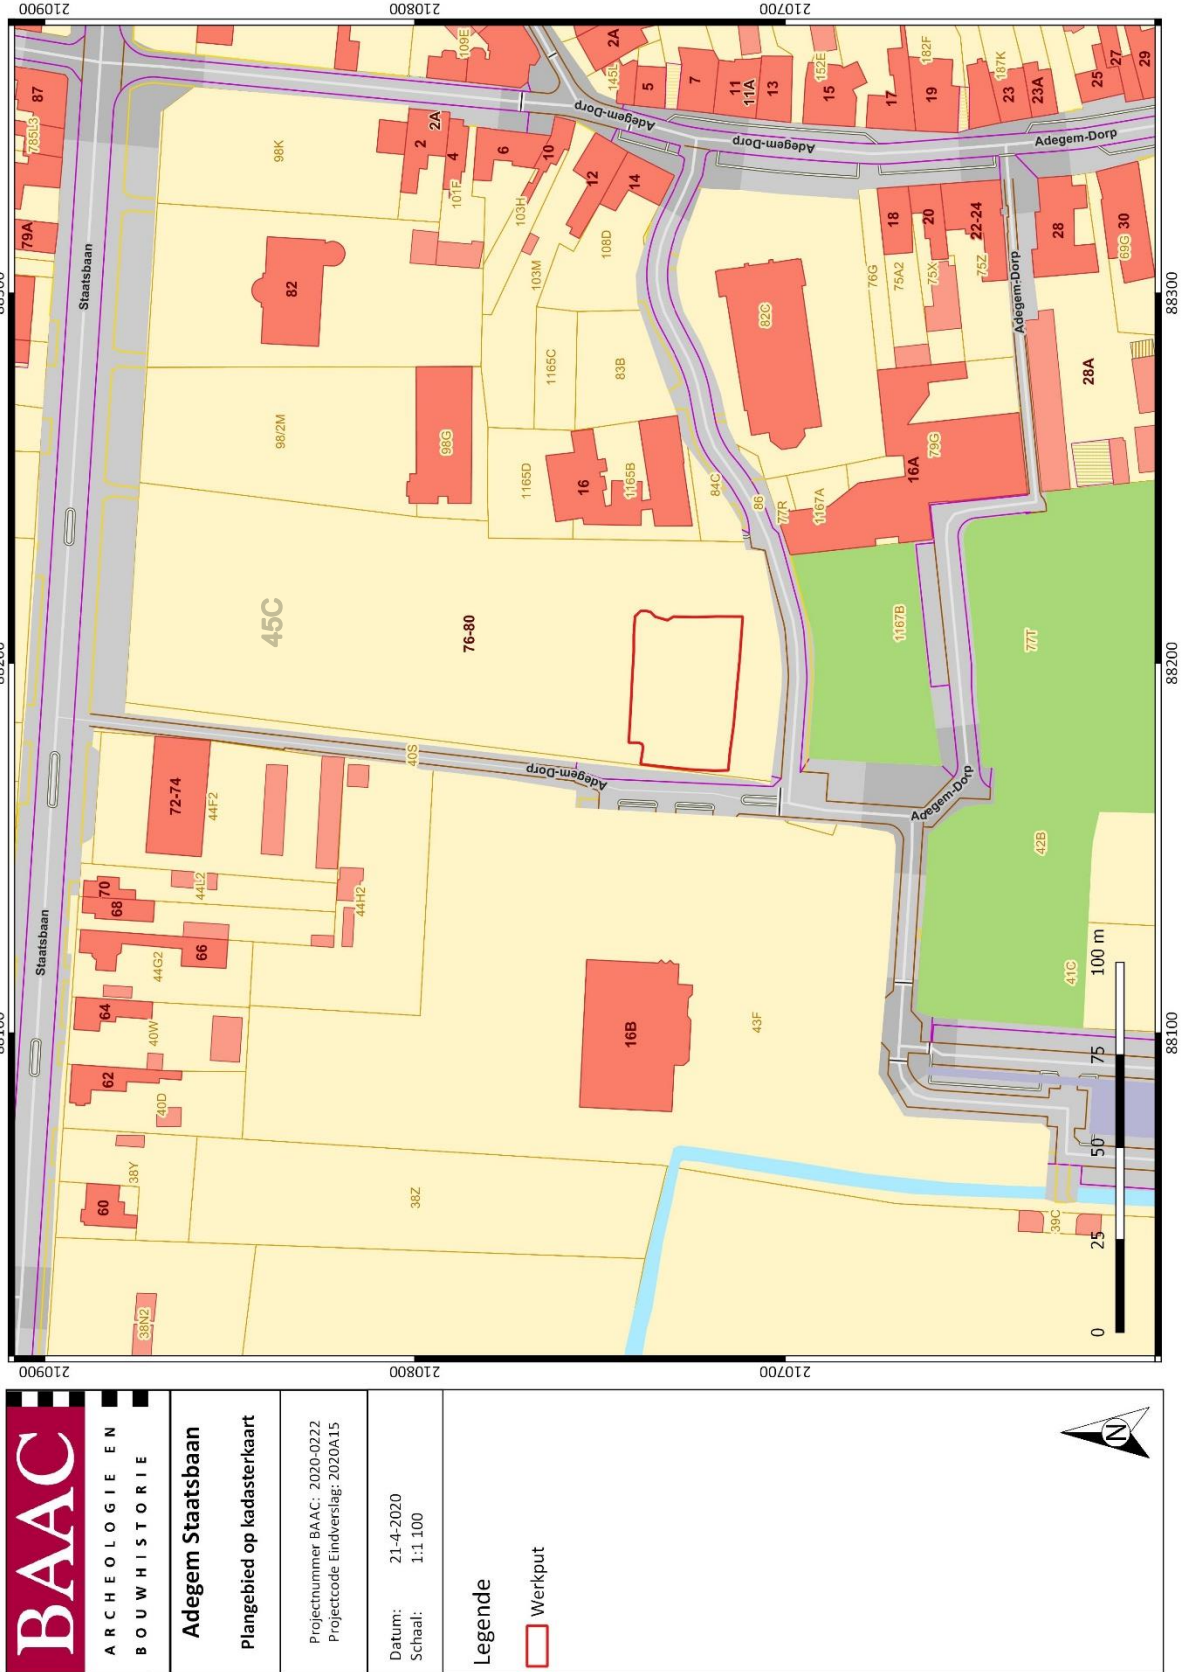 BAAC
ARCHEOLOGIE EN
BOUWHISTORIE
Adegem Staatsbaan
Plangebied op kadasterkaart
Projectnummer BAAC: 2020-0222
Projectcode Eindverslag: 2020A15
Datum: 21-4-2020
Schaal: 1:1 100
Legende
Werkput
N
210900
210800
210700
210900
210800
210700
88300
88200
88100
Staatsbaan
Staatsbaan
Adegem-Dorp
Adegem-Dorp
Adegem-Dorp
Adegem-Dorp
Adegem-Dorp
Adegem-Dorp
45C
76-80
87
785L3
79A
98K
82
98/2M
98G
109E
2
2A
4
101F
6
10
103H
103M
12
14
108D
1165C
83B
1165D
16
1165B
84C
86
77R
1167A
82C
76G
75A2
75X
75Z
18
20
22-24
28
30
69G
28A
16A
79G
145L
2A
5
7
11
11A
13
152E
15
17
182F
19
187K
23
23A
25
27
29
1167B
77T
42B
41C
40S
72-74
44F2
44L2
44H2
70
68
66
44G2
64
40W
62
40D
38Y
60
38N2
38Z
16B
43F
39C
0 25 50 75 100 m